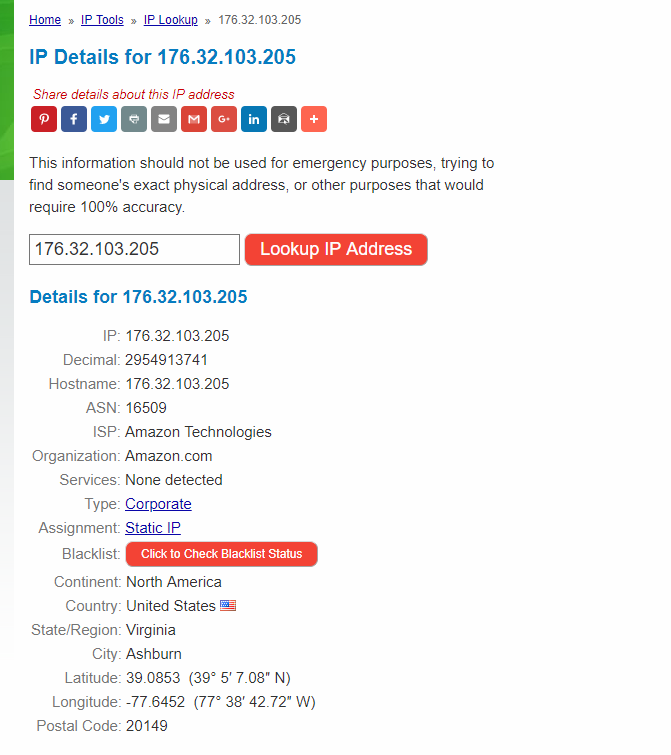 Home » IP Tools » IP Lookup » 176.32.103.205
IP Details for 176.32.103.205
Share details about this IP address
This information should not be used for emergency purposes, trying to
find someone's exact physical address, or other purposes that would
require 100% accuracy.
176.32.103.205 Lookup IP Address
Details for 176.32.103.205
IP: 176.32.103.205
Decimal: 2954913741
Hostname: 176.32.103.205
ASN: 16509
ISP: Amazon Technologies
Organization: Amazon.com
Services: None detected
Type: Corporate
Assignment: Static IP
Blacklist: Click to Check Blacklist Status
Continent: North America
Country: United States
State/Region: Virginia
City: Ashburn
Latitude: 39.0853 (39° 5′ 7.08″ N)
Longitude: -77.6452 (77° 38′ 42.72″ W)
Postal Code: 20149